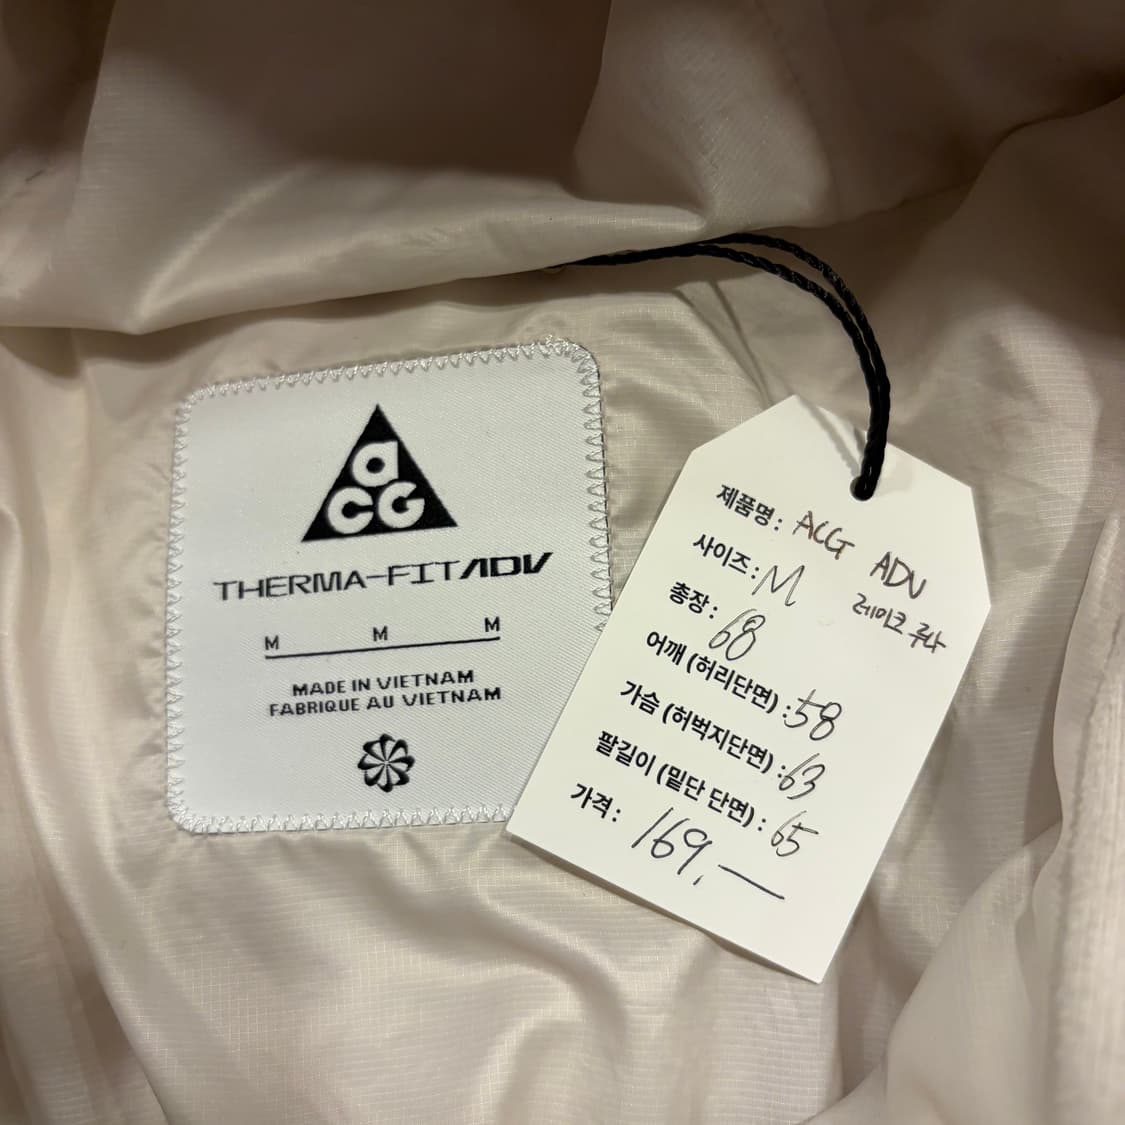 aCG
THERMA-FITADV
M M M
MADE IN VIETNAM
FABRIQUE AU VIETNAM
제품명: ACG ADV
레이크 루나
사이즈: M
총장: 68
어깨 (허리단면) : 58
가슴 (허벅지단면) : 63
팔길이 (밑단 단면) : 65
가격: 169,—